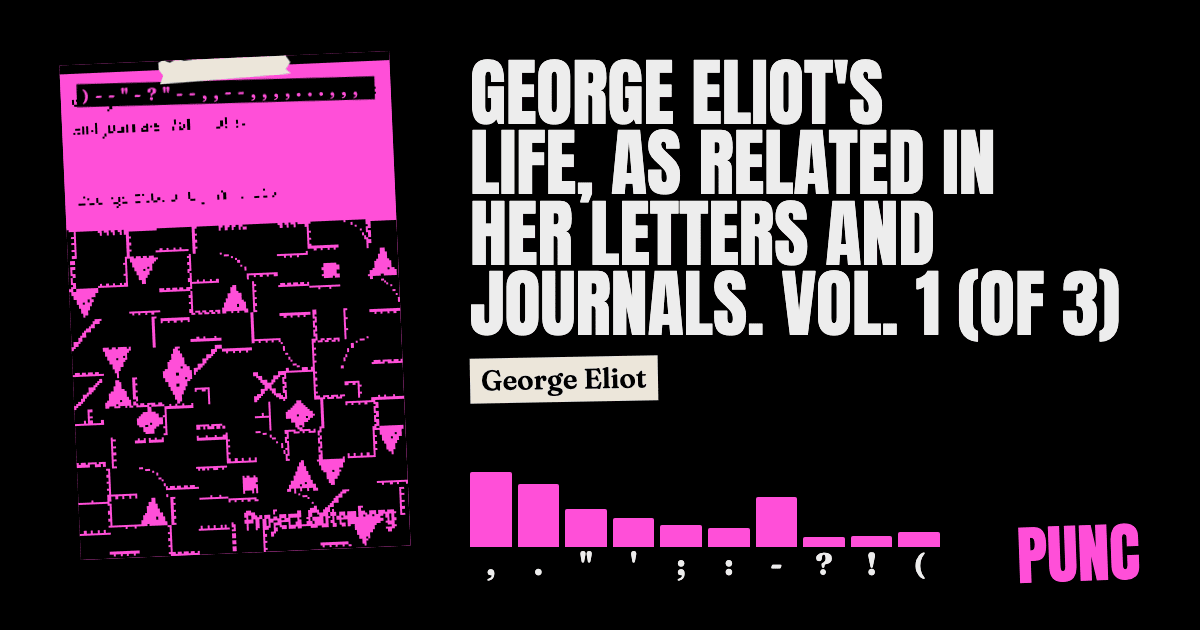 )--"-?"--,,--,,,,...,,,
GEORGE ELIOT'S
LIFE, AS RELATED IN
HER LETTERS AND
JOURNALS. VOL. 1 (OF 3)
George Eliot
, . " ' ; : - ? ! (
Project Gutenberg
PUNC